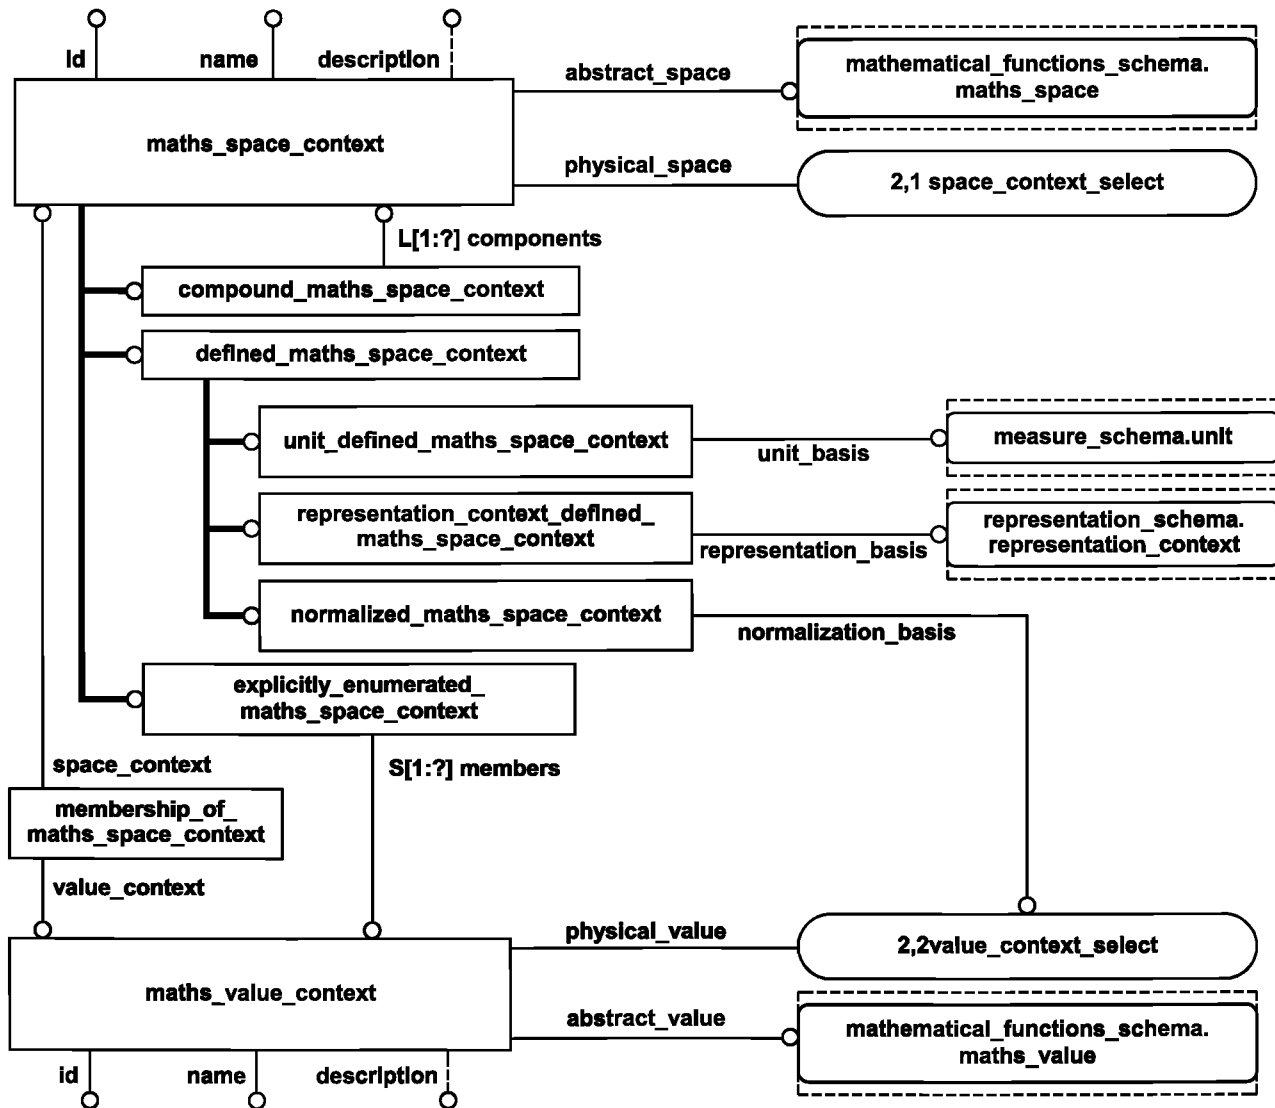 id
name
description
maths_space_context
abstract_space
mathematical_functions_schema.
maths_space
physical_space
2,1 space_context_select
L[1:?] components
compound_maths_space_context
defined_maths_space_context
unit_defined_maths_space_context
unit_basis
measure_schema.unit
representation_context_defined_
maths_space_context
representation_basis
representation_schema.
representation_context
normalized_maths_space_context
normalization_basis
explicitly_enumerated_
maths_space_context
space_context
S[1:?] members
membership_of_
maths_space_context
value_context
maths_value_context
physical_value
2,2value_context_select
abstract_value
mathematical_functions_schema.
maths_value
id
name
description